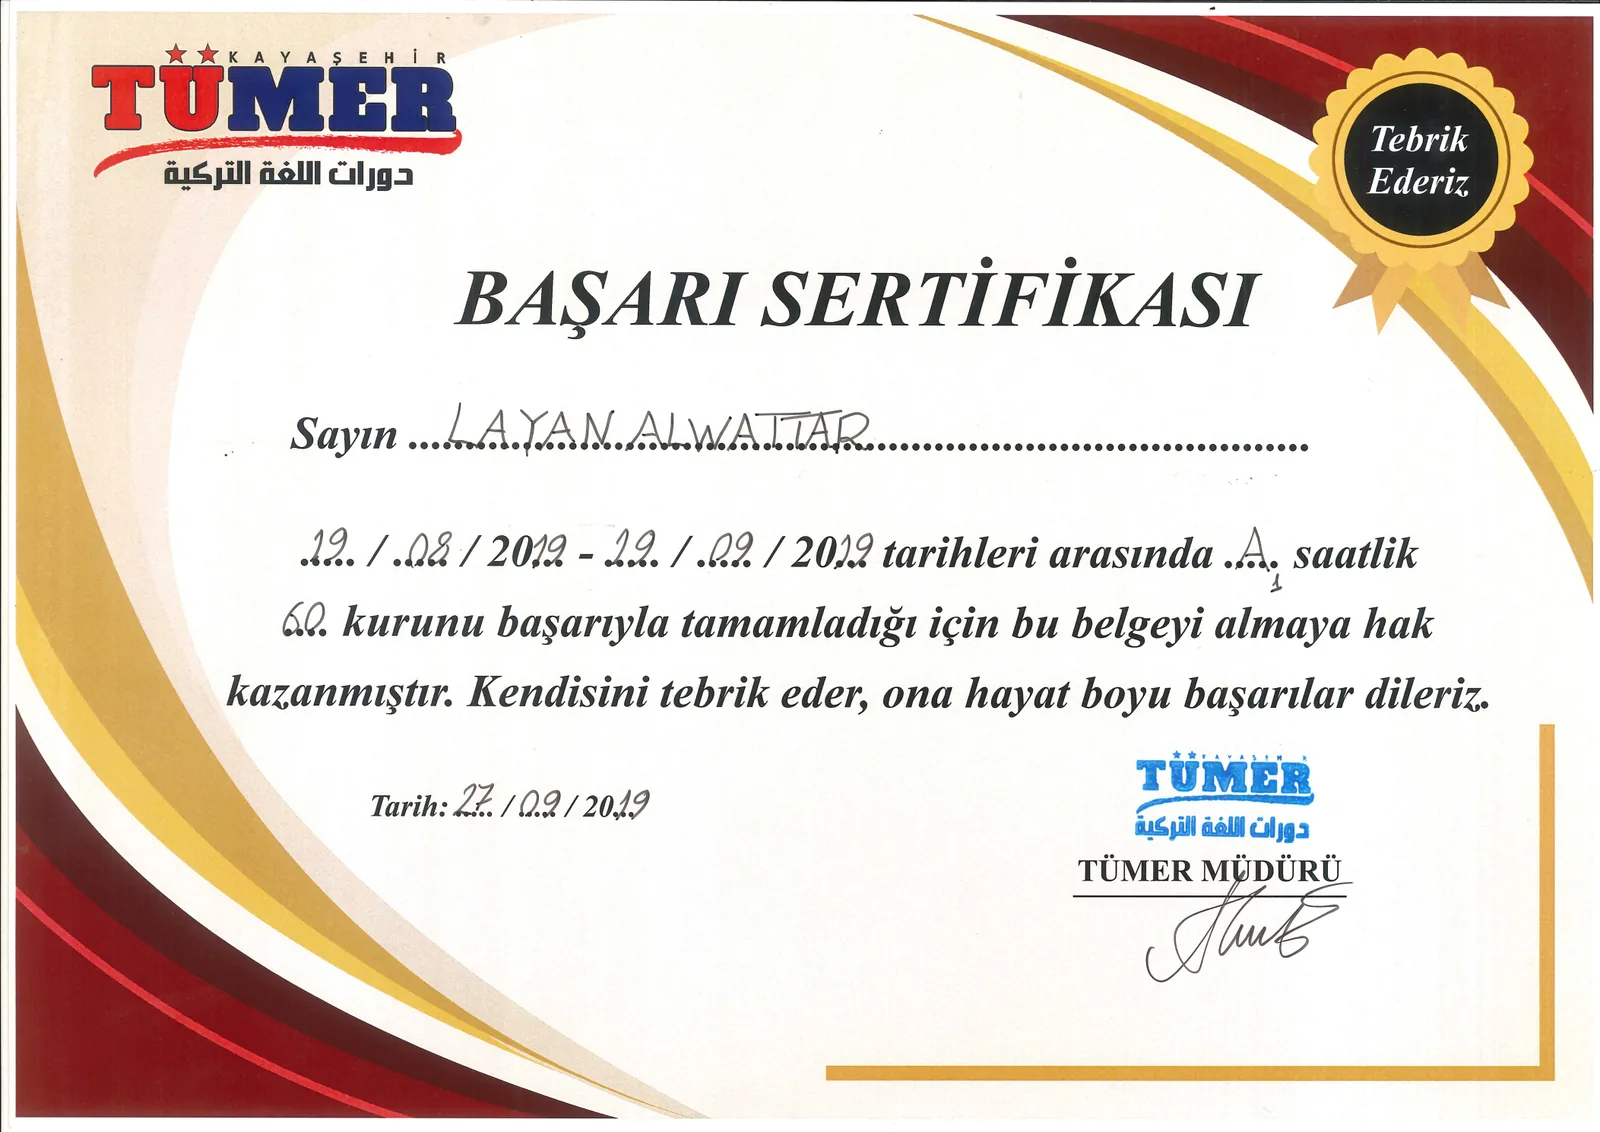 KAYAŞEHİR
TÜMER
دورات اللغة التركية
Tebrik
Ederiz
BAŞARI SERTİFİKASI
Sayın ....LAYAN ALWATTAR....
.19. / .08. / 2019 - 19. / .09. / 2019 tarihleri arasında ..A1. saatlik
60. kurunu başarıyla tamamladığı için bu belgeyi almaya hak
kazanmıştır. Kendisini tebrik eder, ona hayat boyu başarılar dileriz.
Tarih: 27. / 09 / 2019
KAYAŞEHİR
TÜMER
دورات اللغة التركية
TÜMER MÜDÜRÜ